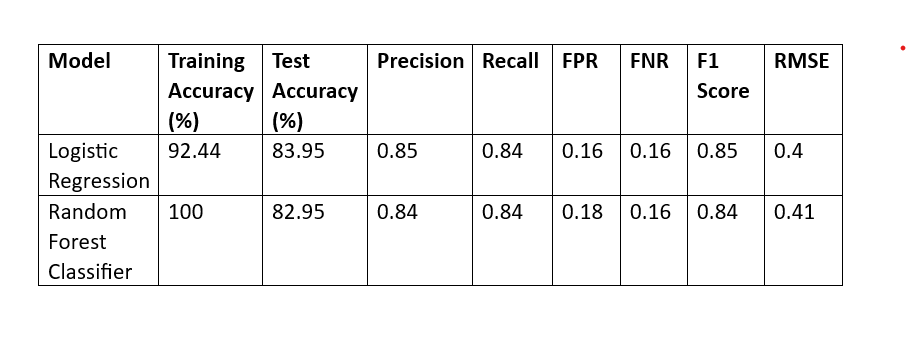 Model Training Accuracy (%) Test Accuracy (%) Precision Recall FPR FNR F1 Score RMSE
Logistic Regression 92.44 83.95 0.85 0.84 0.16 0.16 0.85 0.4
Random Forest Classifier 100 82.95 0.84 0.84 0.18 0.16 0.84 0.41